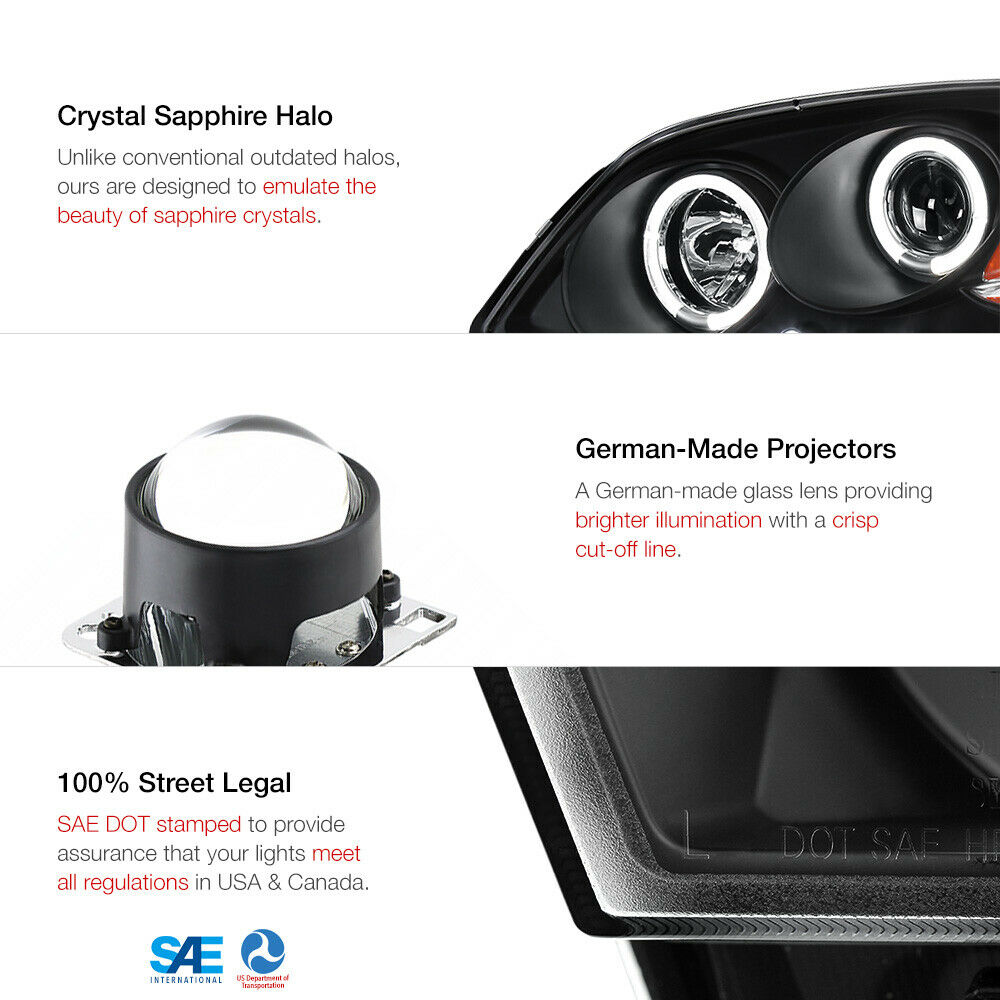 Crystal Sapphire Halo
Unlike conventional outdated halos,
ours are designed to emulate the
beauty of sapphire crystals.
German-Made Projectors
A German-made glass lens providing
brighter illumination with a crisp
cut-off line.
100% Street Legal
SAE DOT stamped to provide
assurance that your lights meet
all regulations in USA & Canada.
L DOT SAE
SAE
INTERNATIONAL
US Department of
Transportation